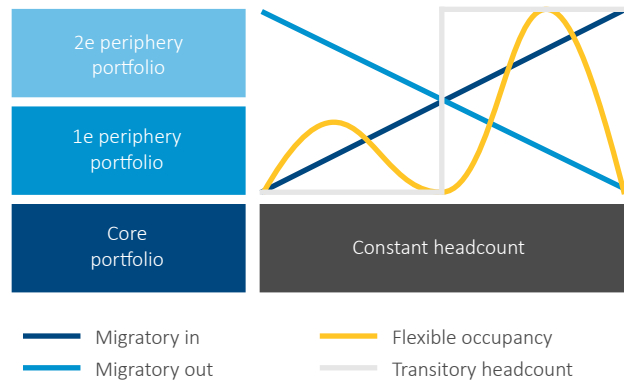 2e periphery
portfolio
1e periphery
portfolio
Core
portfolio
Constant headcount
Migratory in
Migratory out
Flexible occupancy
Transitory headcount